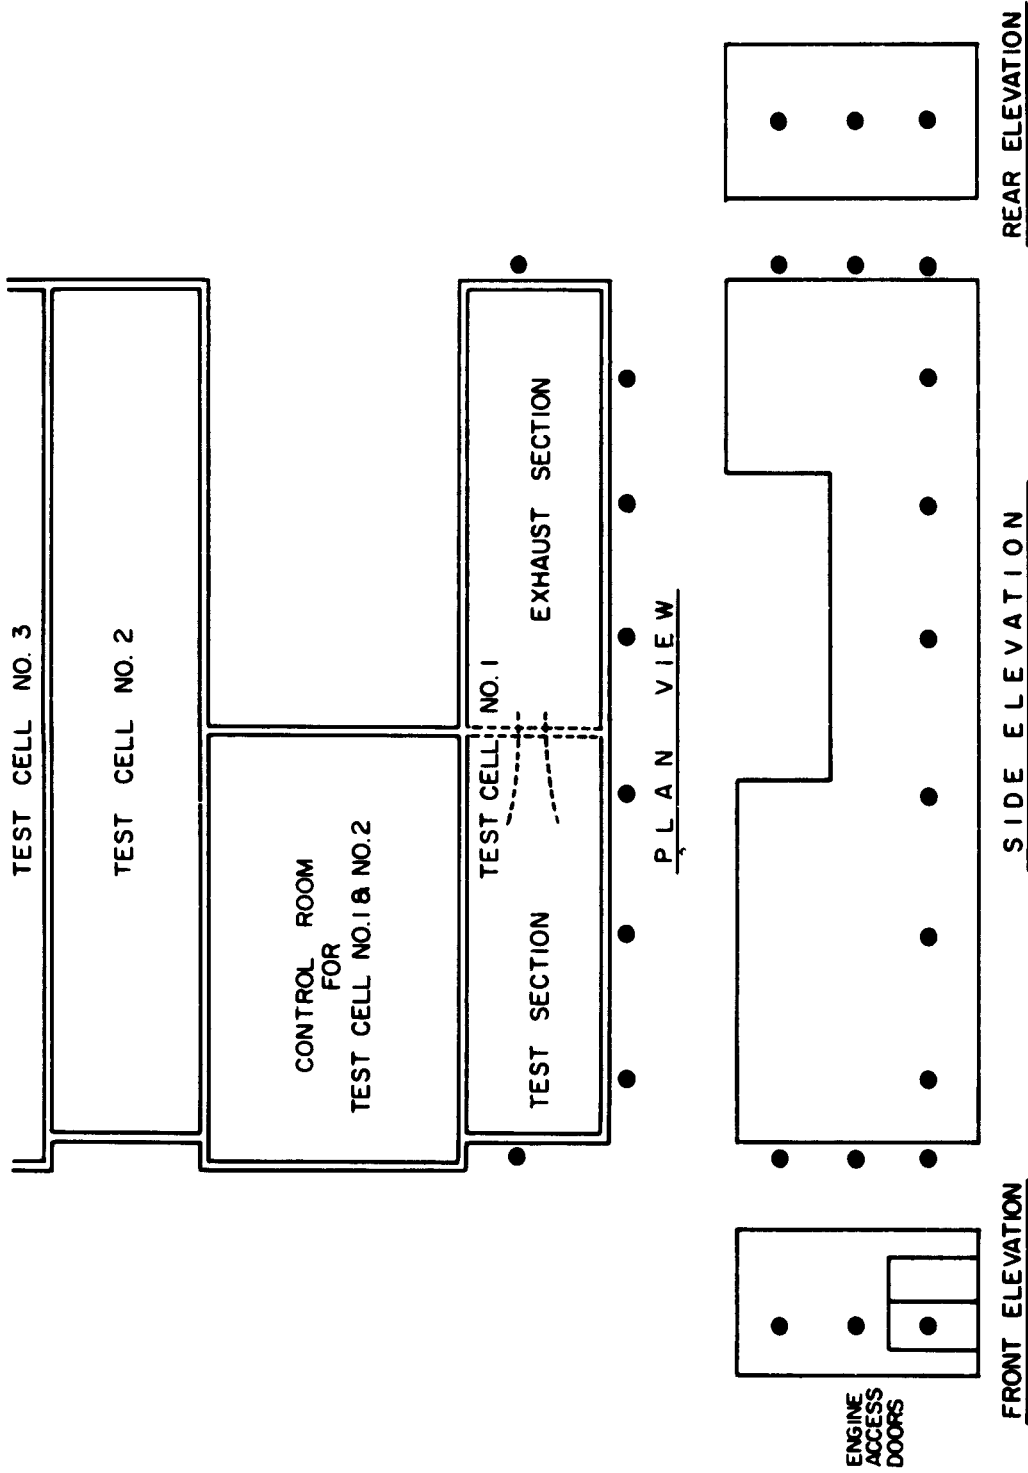 TEST CELL NO. 3
TEST CELL NO. 2
CONTROL ROOM
FOR
TEST CELL NO.1 & NO.2
TEST CELL NO. 1
TEST SECTION
EXHAUST SECTION
PLAN VIEW
ENGINE
ACCESS
DOORS
FRONT ELEVATION
SIDE ELEVATION
REAR ELEVATION